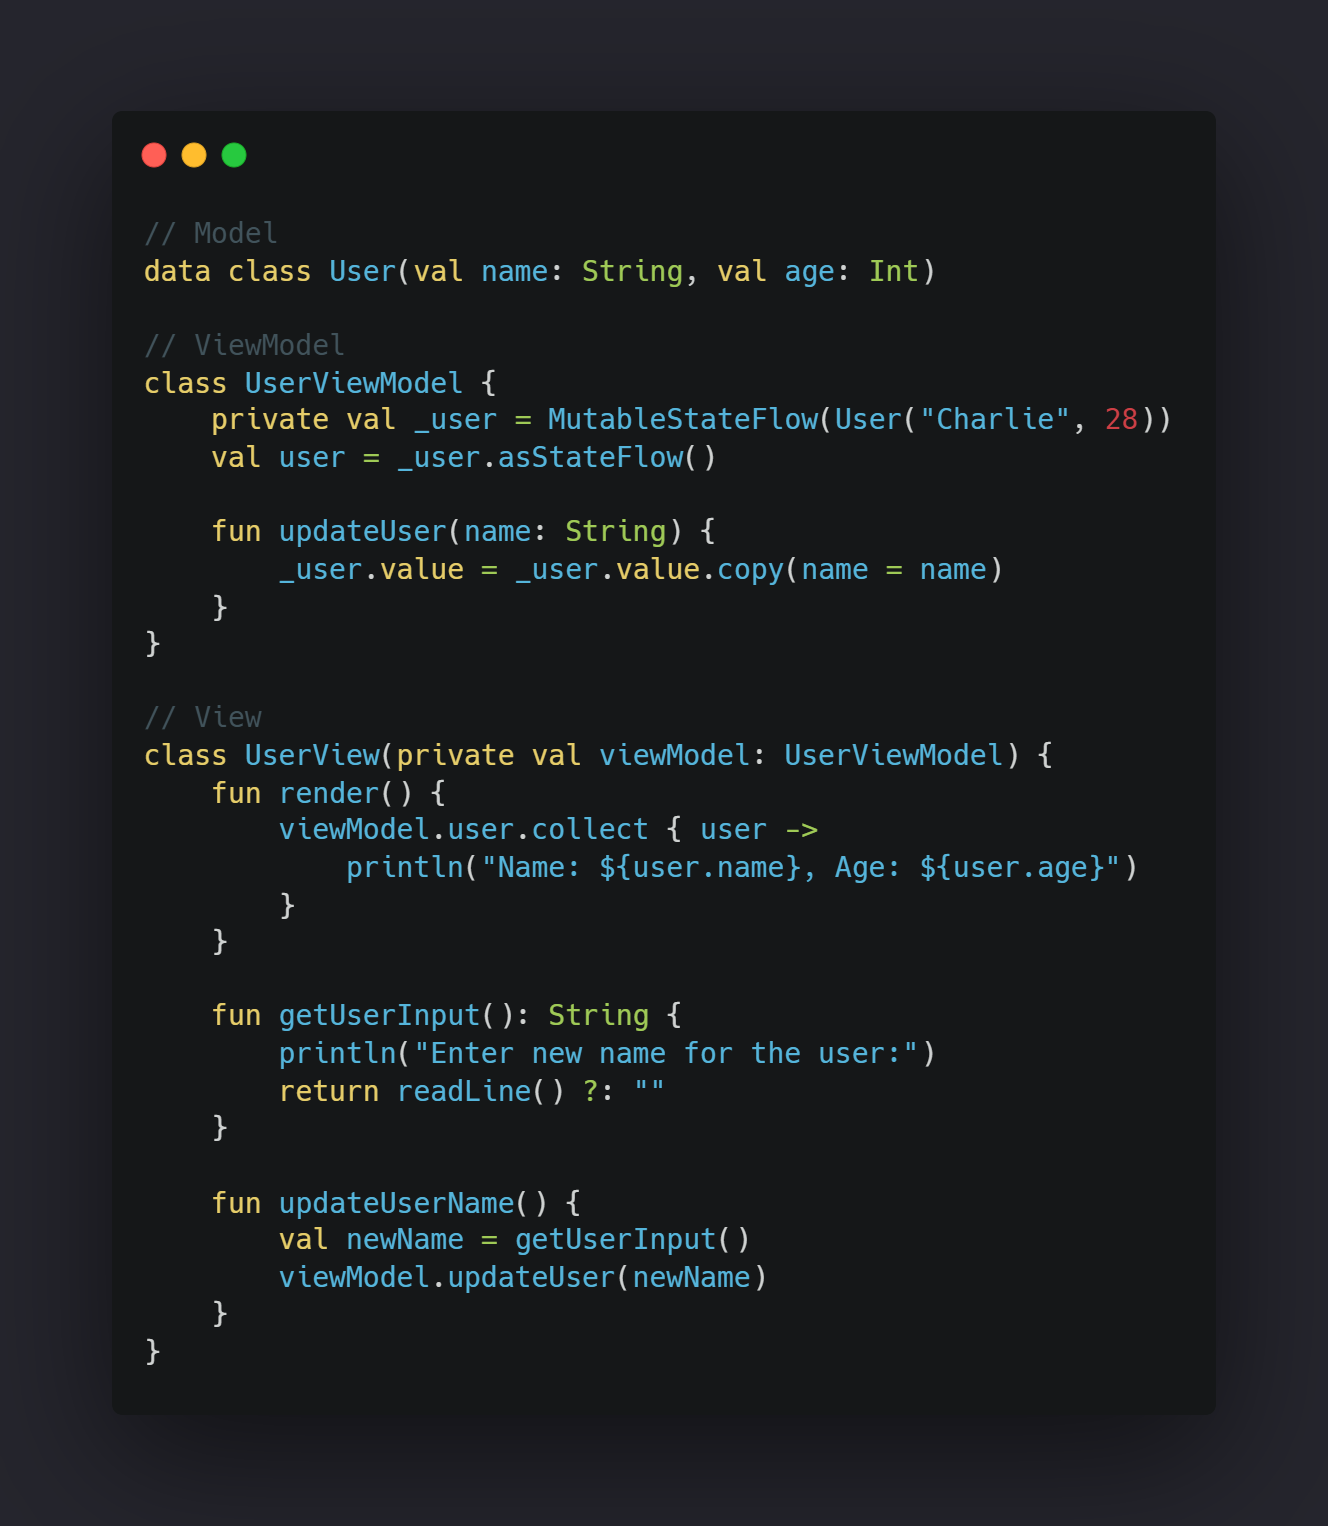 // Model
data class User(val name: String, val age: Int)

// ViewModel
class UserViewModel {
    private val _user = MutableStateFlow(User("Charlie", 28))
    val user = _user.asStateFlow()

    fun updateUser(name: String) {
        _user.value = _user.value.copy(name = name)
    }
}

// View
class UserView(private val viewModel: UserViewModel) {
    fun render() {
        viewModel.user.collect { user ->
            println("Name: ${user.name}, Age: ${user.age}")
        }
    }

    fun getUserInput(): String {
        println("Enter new name for the user:")
        return readLine() ?: ""
    }

    fun updateUserName() {
        val newName = getUserInput()
        viewModel.updateUser(newName)
    }
}